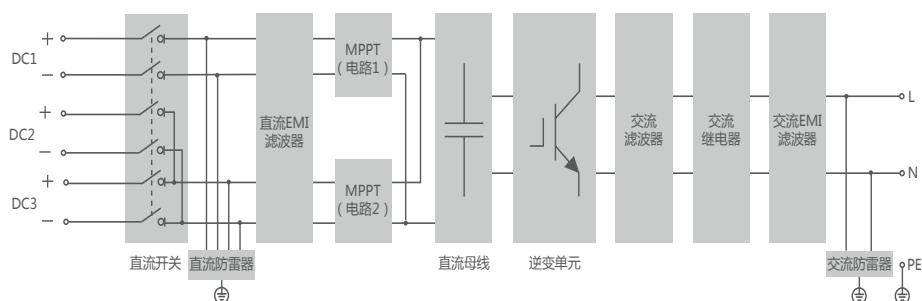 DC1
+
−
DC2
+
−
DC3
+
−
直流开关
直流防雷器
直流EMI
滤波器
MPPT
（电路1）
MPPT
（电路2）
直流母线
逆变单元
交流
滤波器
交流
继电器
交流EMI
滤波器
L
N
交流防雷器
PE